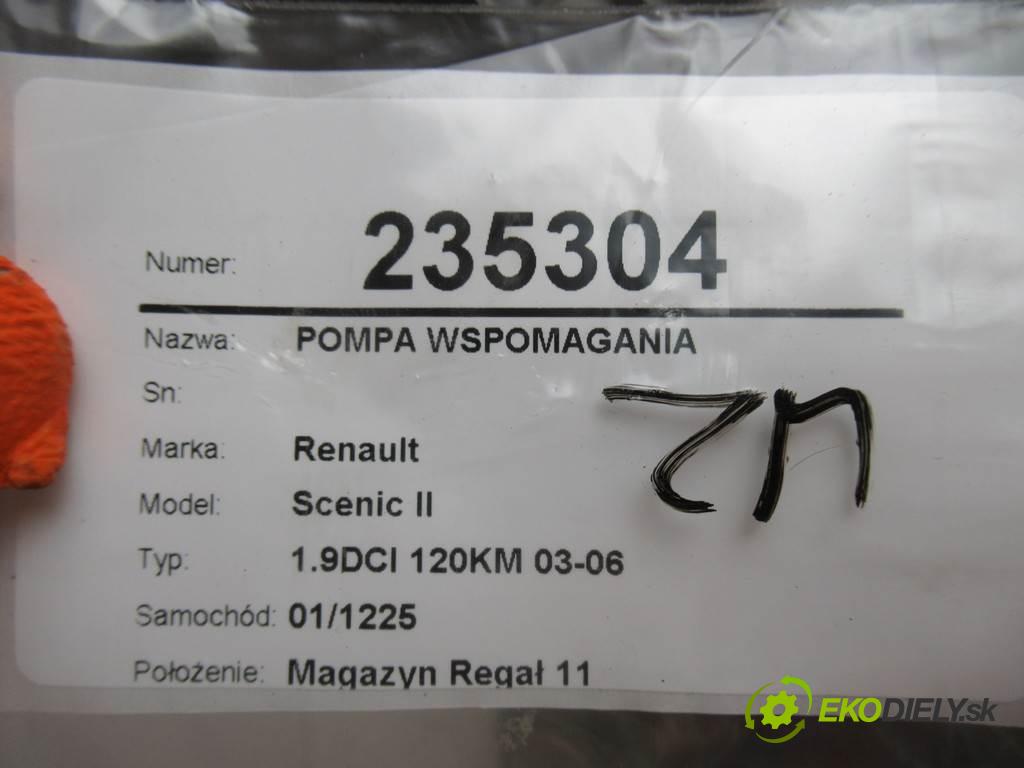 Numer: 235304
Nazwa: POMPA WSPOMAGANIA
Sn:
Marka: Renault
Model: Scenic II
Typ: 1.9DCI 120KM 03-06
Samochód: 01/1225
Położenie: Magazyn Regał 11
EKODIELY.sk